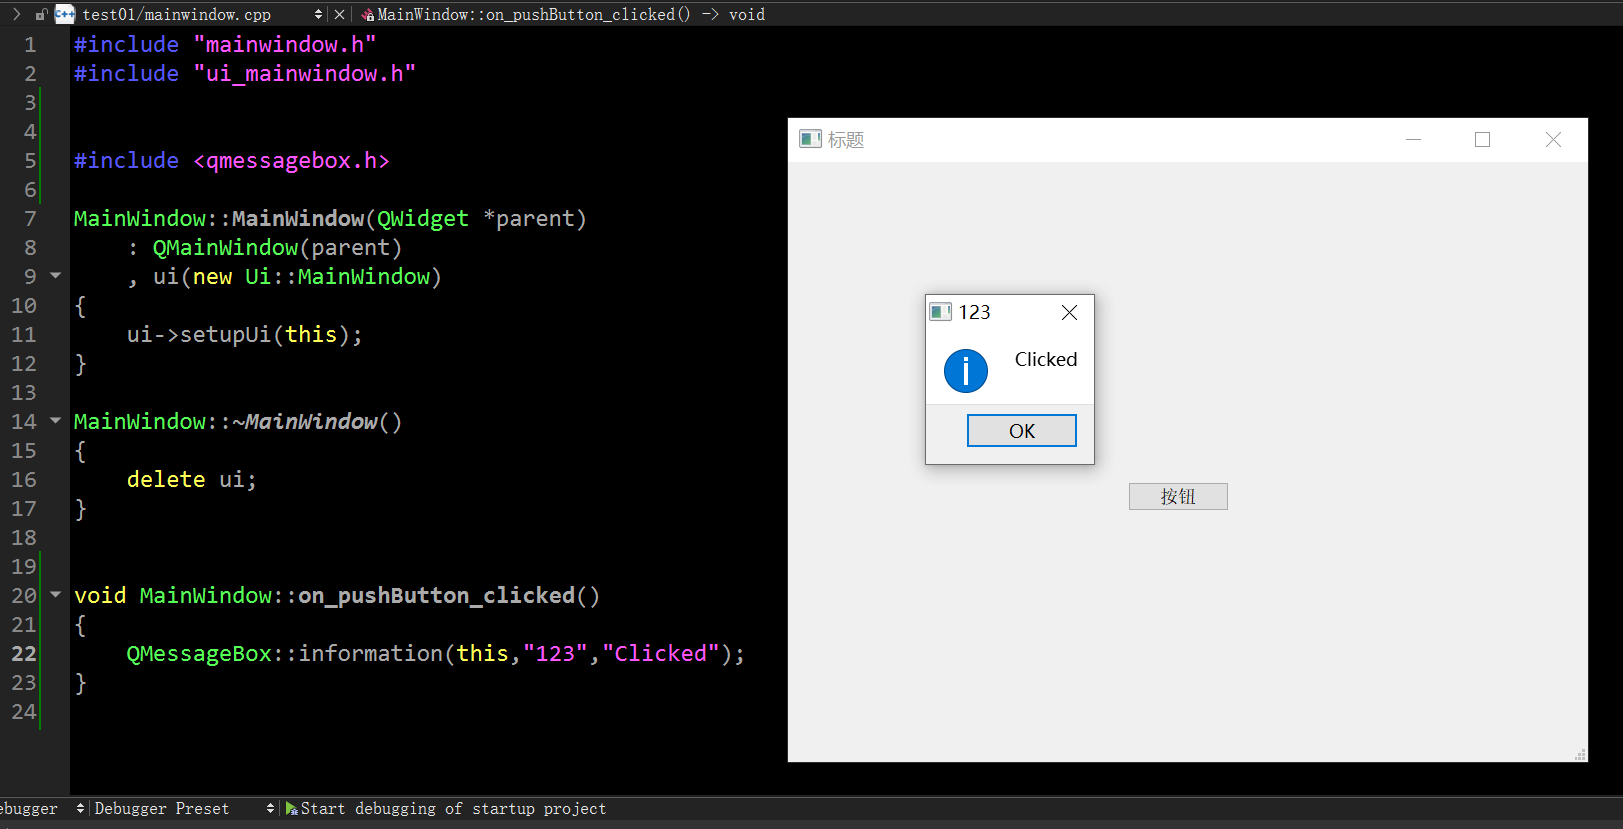 test01/mainwindow.cpp MainWindow::on_pushButton_clicked() -> void
1 #include "mainwindow.h"
2 #include "ui_mainwindow.h"
3
4
5 #include <qmessagebox.h>
6
7 MainWindow::MainWindow(QWidget *parent)
8 : QMainWindow(parent)
9 , ui(new Ui::MainWindow)
10 {
11 ui->setupUi(this);
12 }
13
14 MainWindow::~MainWindow()
15 {
16 delete ui;
17 }
18
19
20 void MainWindow::on_pushButton_clicked()
21 {
22 QMessageBox::information(this,"123","Clicked");
23 }
24
标题
123
Clicked
OK
按钮
ebugger Debugger Preset Start debugging of startup project